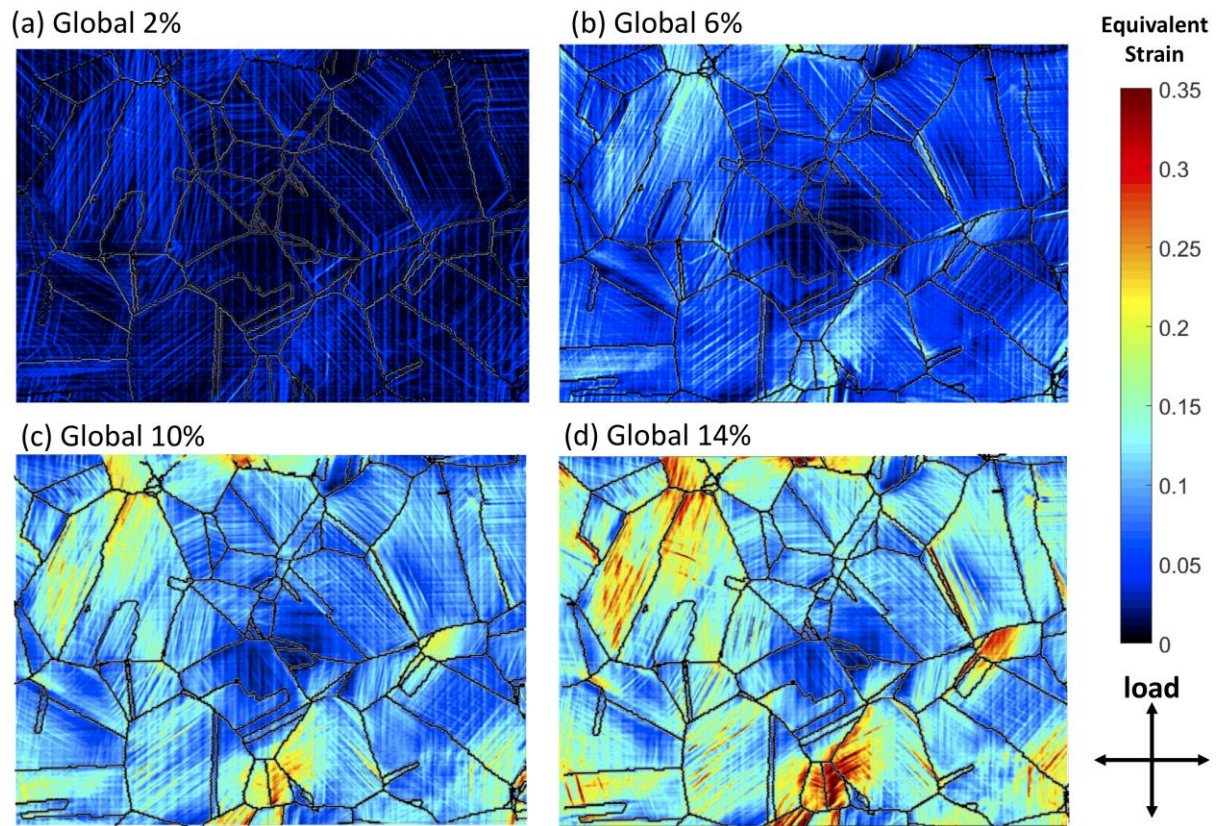 (a) Global 2%
(b) Global 6%
Equivalent
Strain
0.35
0.3
0.25
0.2
0.15
0.1
0.05
0
(c) Global 10%
(d) Global 14%
load